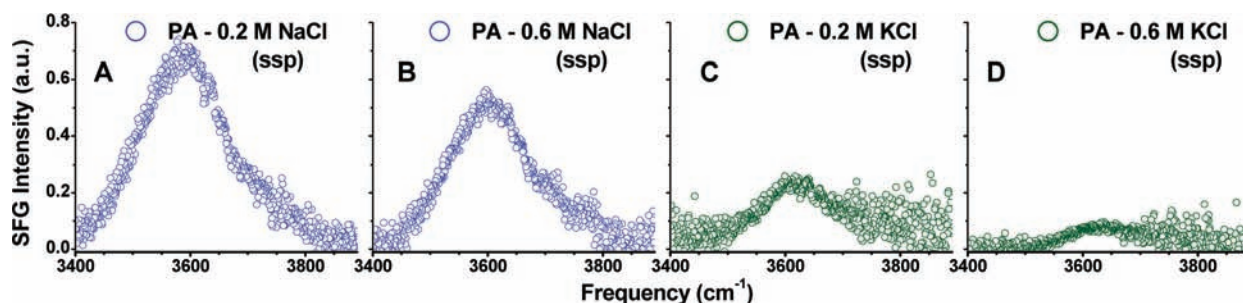 PA - 0.2 M NaCl
(ssp)
A
PA - 0.6 M NaCl
(ssp)
B
PA - 0.2 M KCl
(ssp)
C
PA - 0.6 M KCl
(ssp)
D
SFG Intensity (a.u.)
0.8
0.6
0.4
0.2
0.0
3400 3600 3800
3400 3600 3800
3400 3600 3800
3400 3600 3800
Frequency (cm⁻¹)